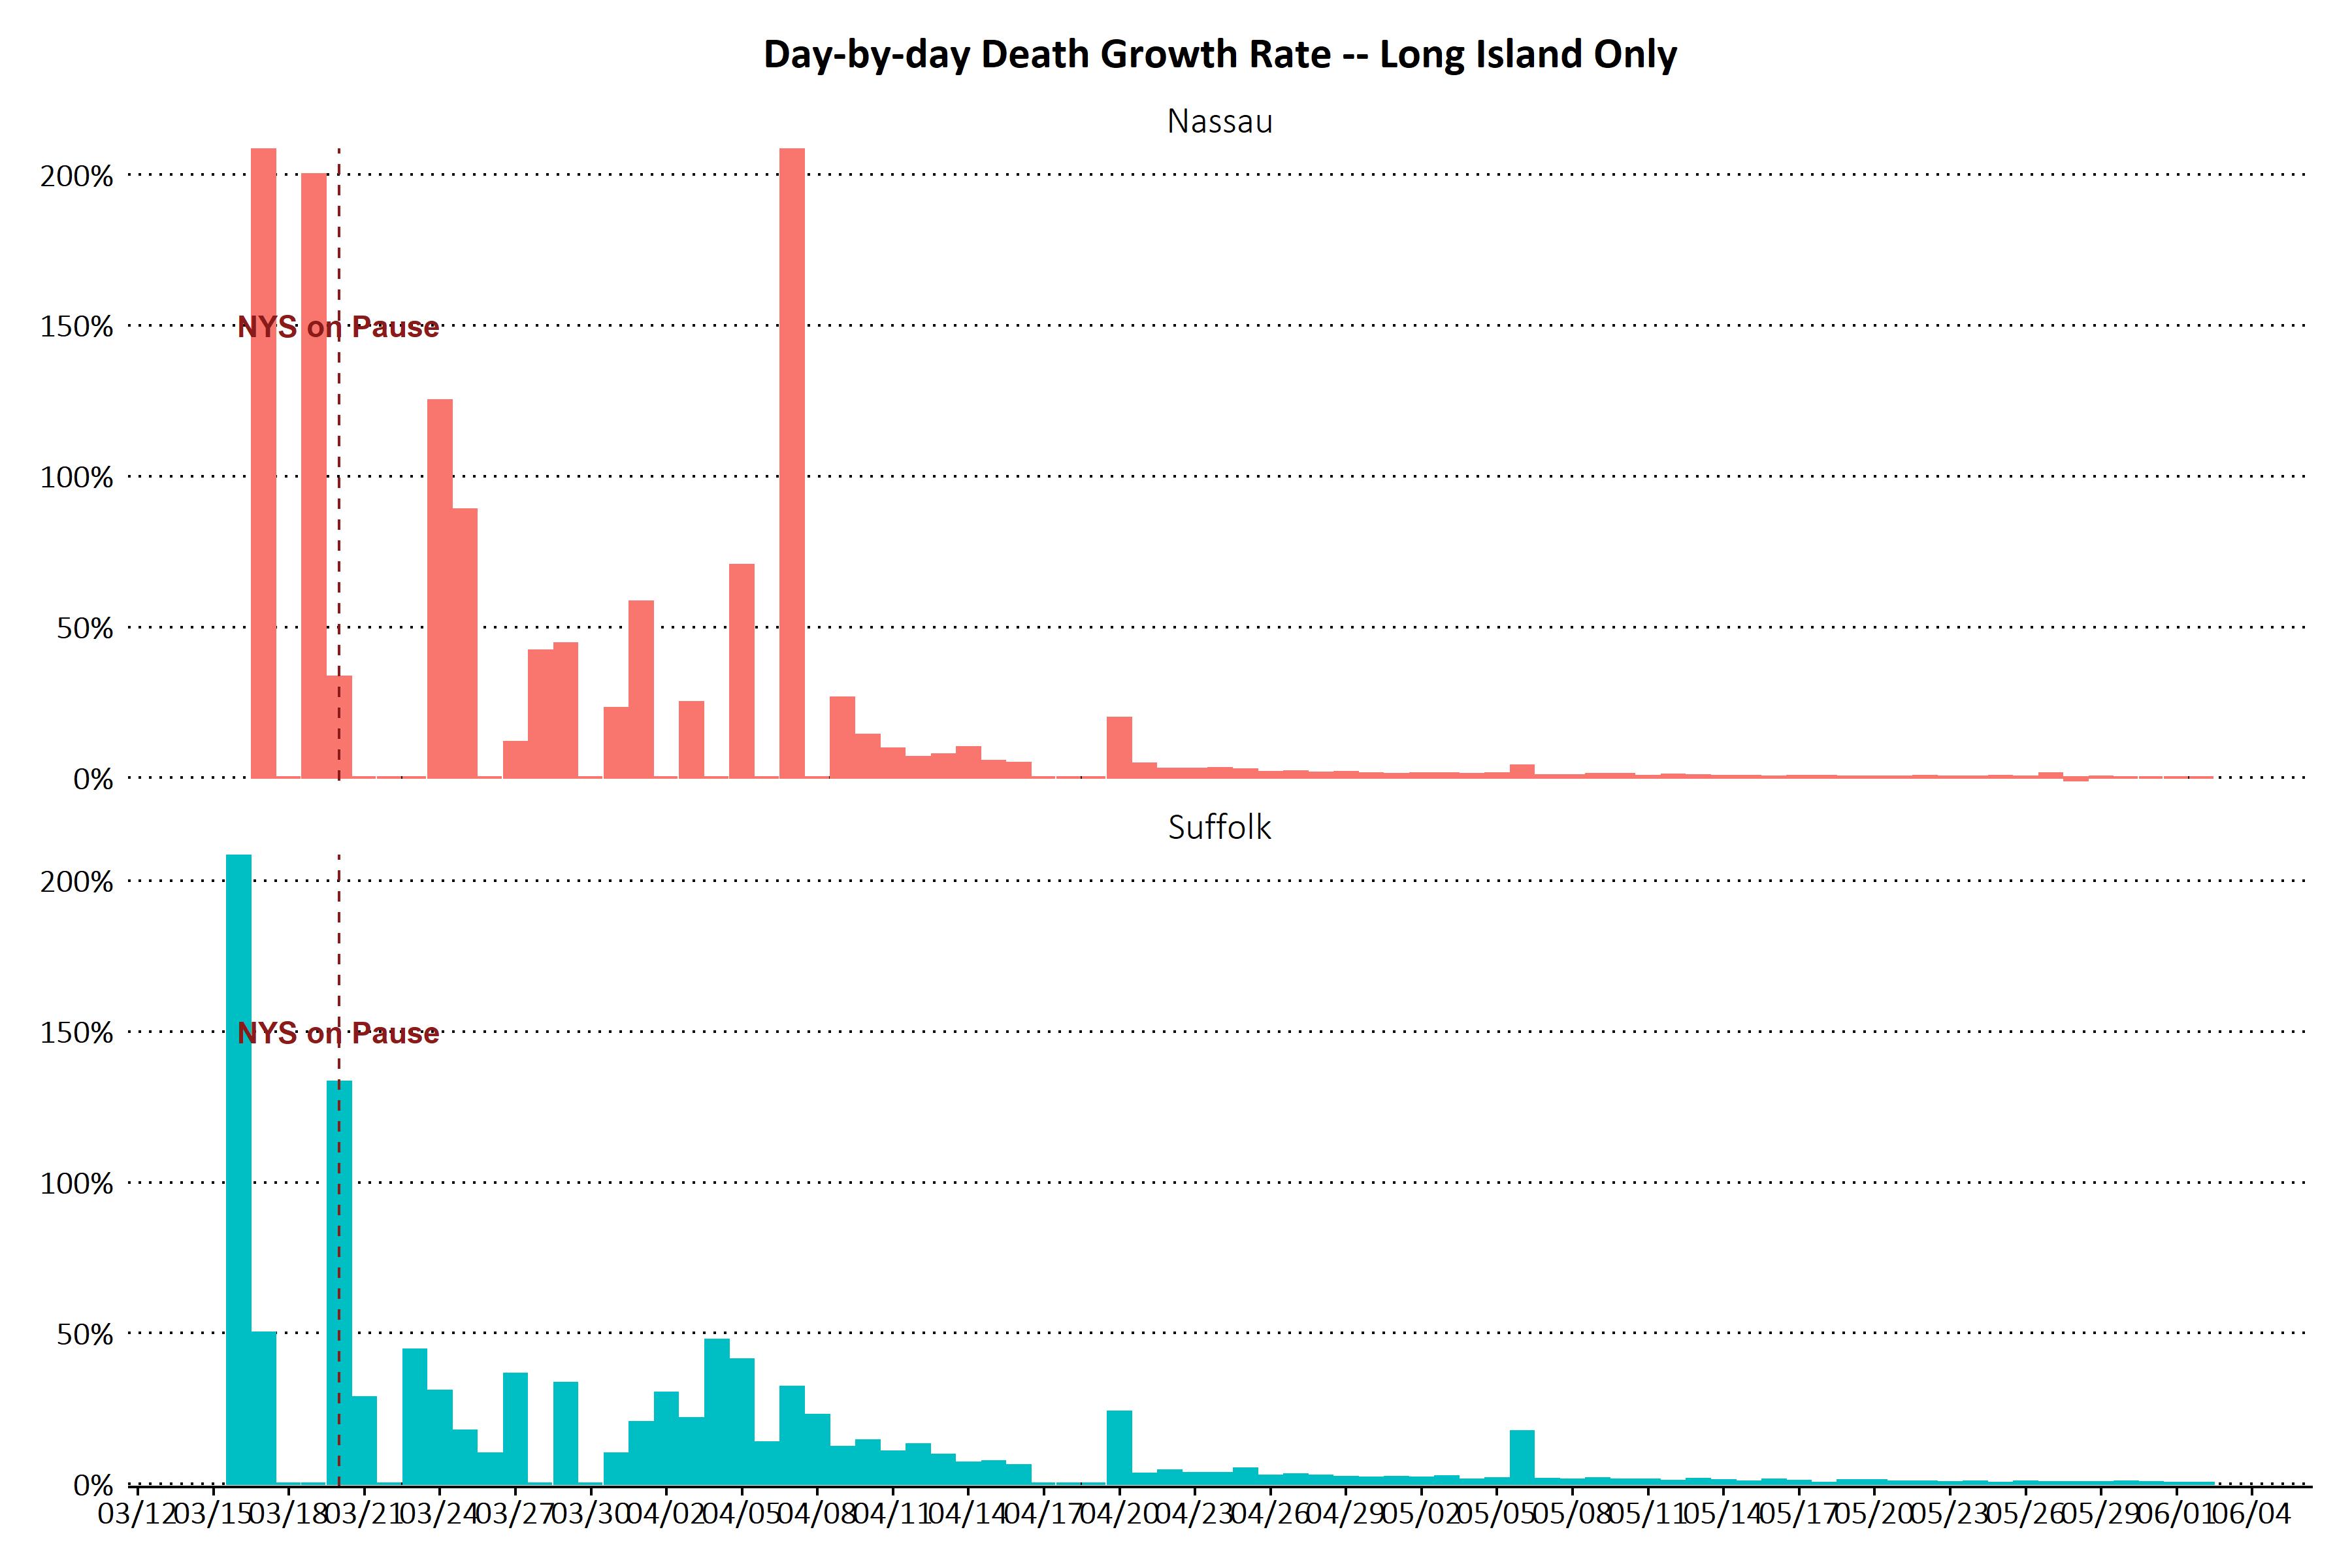 Day-by-day Death Growth Rate -- Long Island Only
Nassau
200%
150%
100%
50%
0%
NYS on Pause
Suffolk
200%
150%
100%
50%
0%
NYS on Pause
03/12 03/15 03/18 03/21 03/24 03/27 03/30 04/02 04/05 04/08 04/11 04/14 04/17 04/20 04/23 04/26 04/29 05/02 05/05 05/08 05/11 05/14 05/17 05/20 05/23 05/26 05/29 06/01 06/04